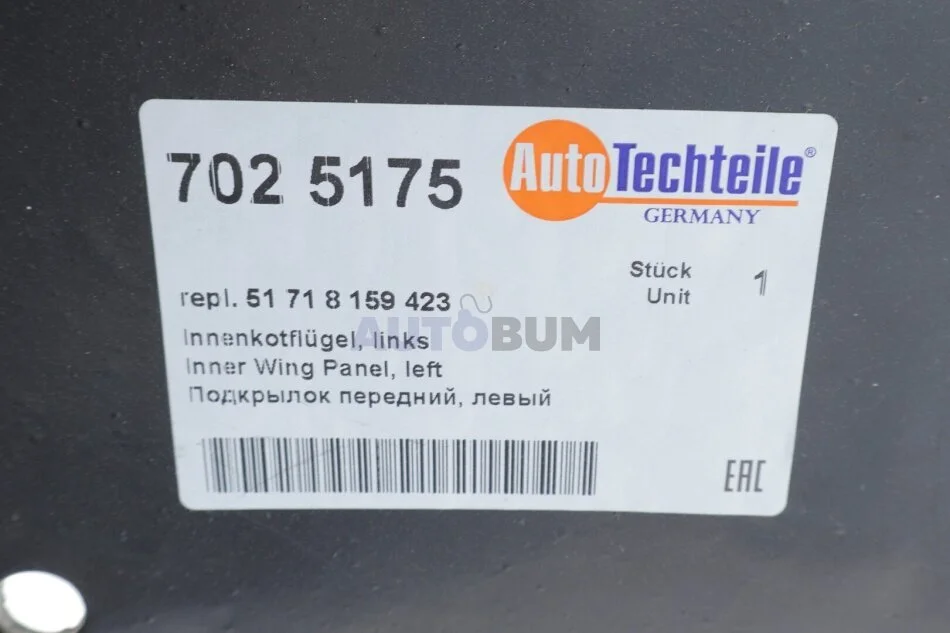 702 5175
AutoTechteile®
GERMANY
Stück 1
Unit
repl. 51 71 8 159 423
AUTOBUM
Innenkotflügel, links
Inner Wing Panel, left
Подкрылок передний, левый
EAC